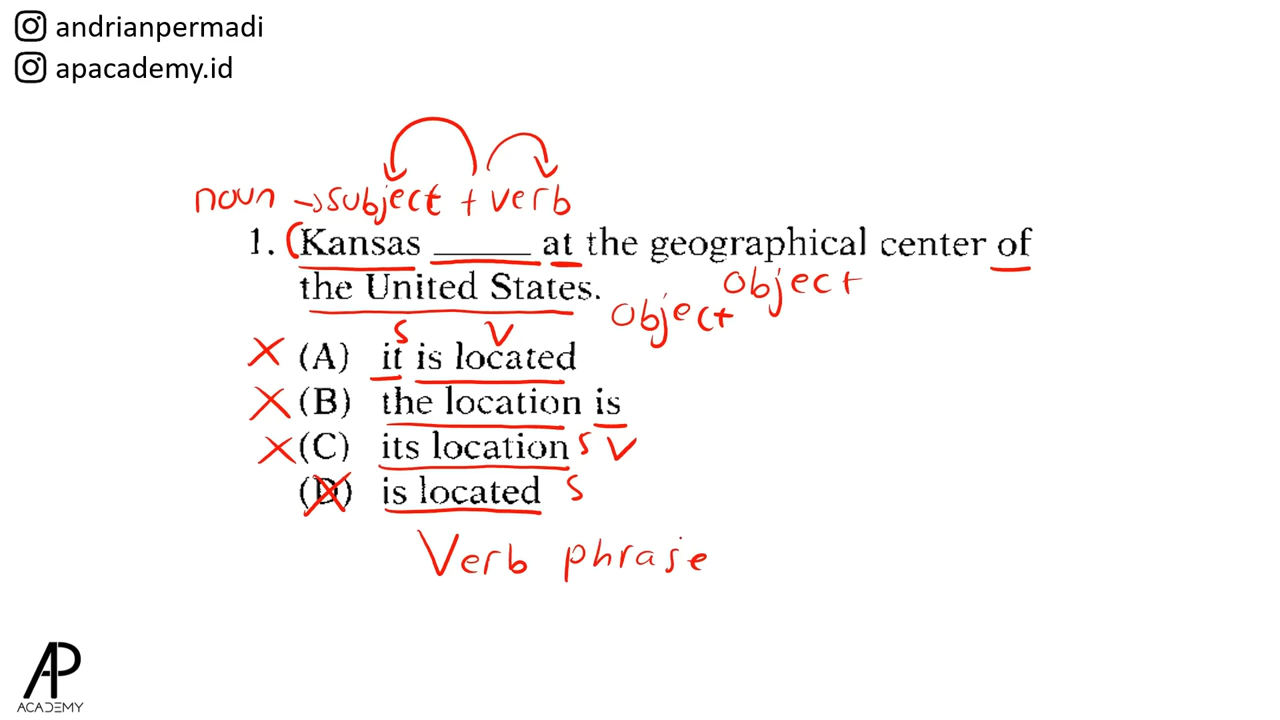 andrianpermadi
apacademy.id
noun → subject + verb
1. (Kansas ______ at the geographical center of
the United States.
object
object
S V
X (A) it is located
X (B) the location is
X (C) its location S V
(D) is located S
Verb phrase
AP
ACADEMY